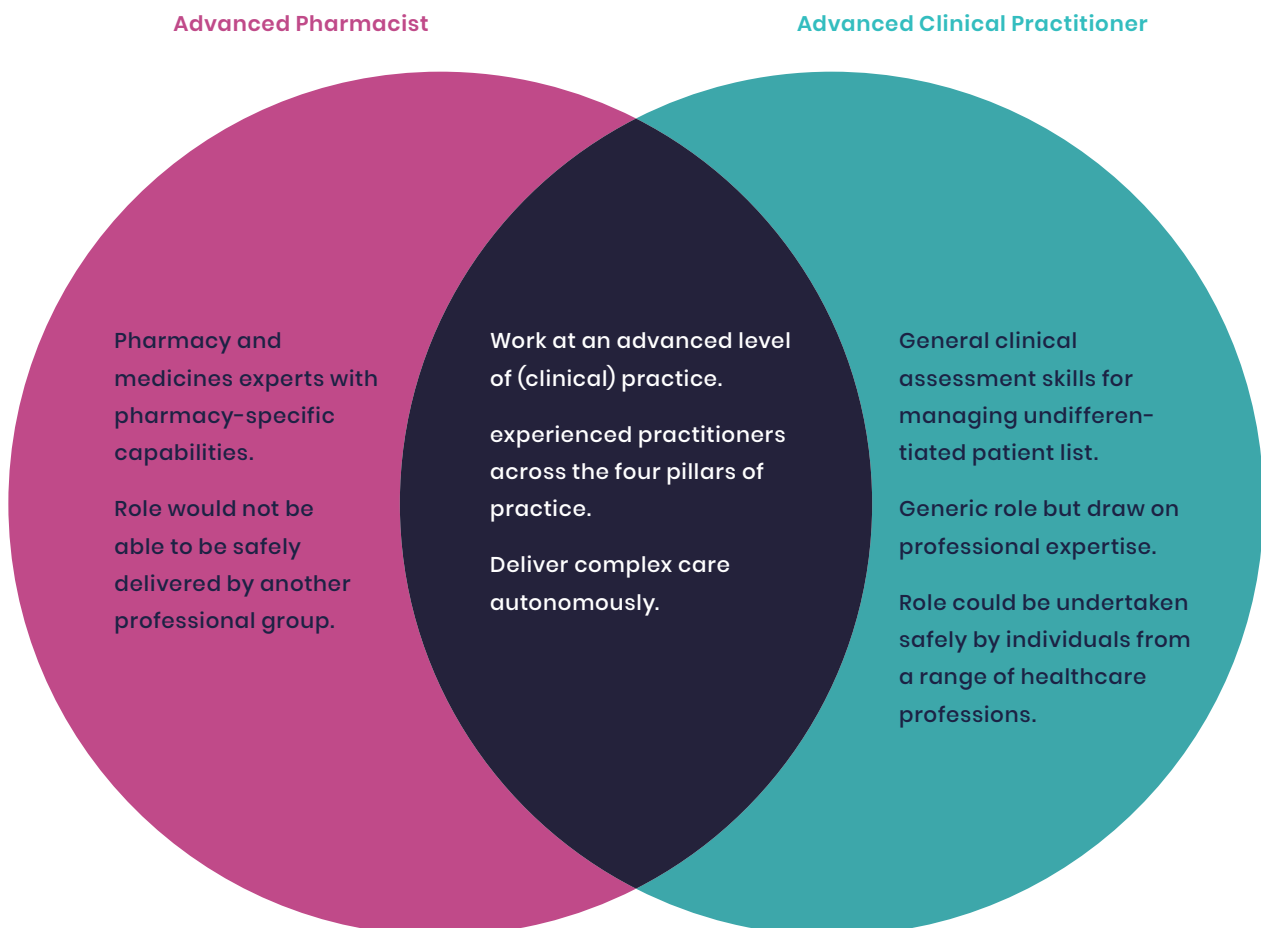 Advanced Pharmacist
Advanced Clinical Practitioner
Pharmacy and
medicines experts with
pharmacy-specific
capabilities.
Role would not be
able to be safely
delivered by another
professional group.
Work at an advanced level
of (clinical) practice.
experienced practitioners
across the four pillars of
practice.
Deliver complex care
autonomously.
General clinical
assessment skills for
managing undifferen-
tiated patient list.
Generic role but draw on
professional expertise.
Role could be undertaken
safely by individuals from
a range of healthcare
professions.